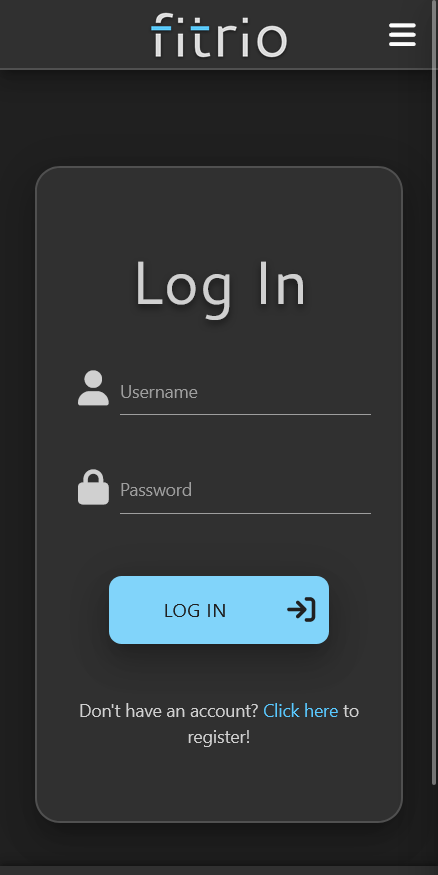 fitrio
Log In
Username
Password
LOG IN
Don't have an account? Click here to
register!